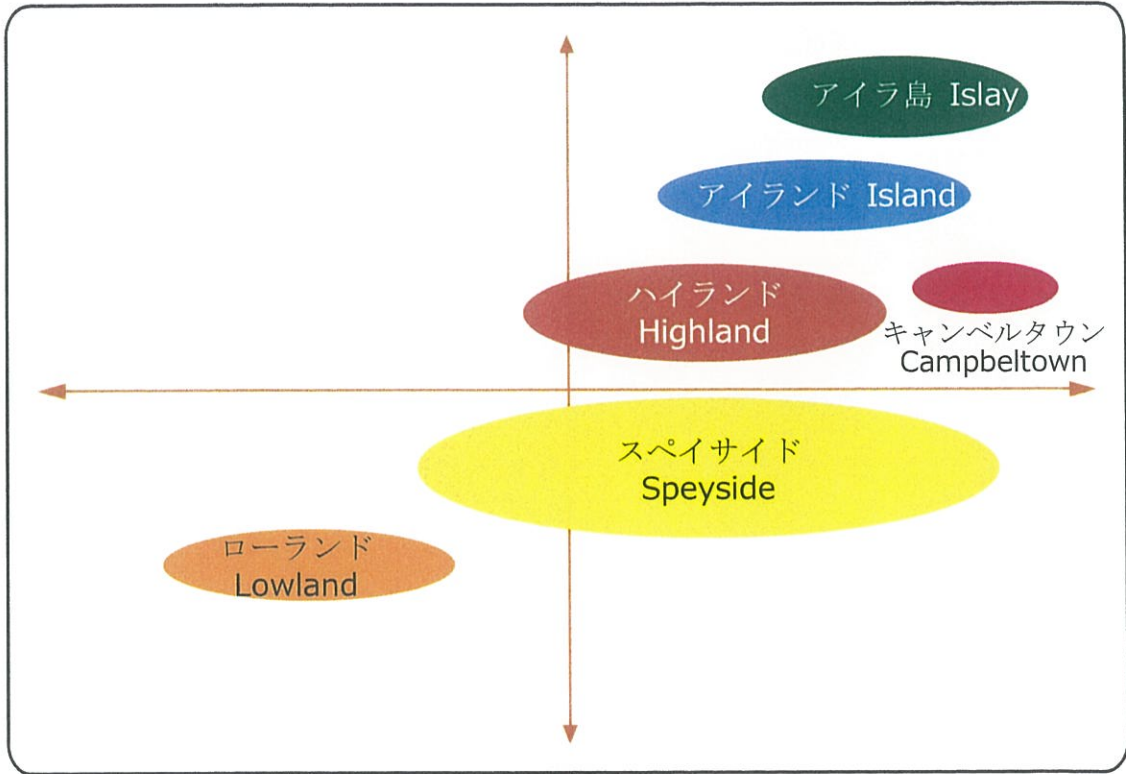 アイラ島 Islay
アイランド Island
ハイランド
Highland
キャンベルタウン
Campbeltown
スペイサイド
Speyside
ローランド
Lowland